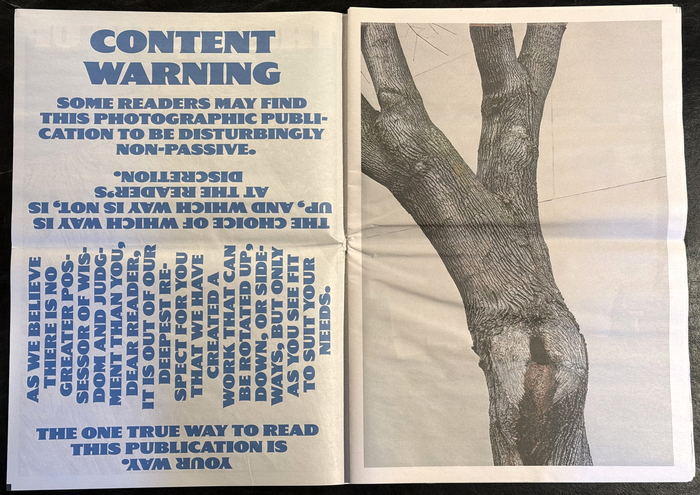 CONTENT
WARNING
SOME READERS MAY FIND
THIS PHOTOGRAPHIC PUBLI-
CATION TO BE DISTURBINGLY
NON-PASSIVE.
THE CHOICE OF WHICH WAY IS
UP, AND WHICH WAY IS NOT, IS
AT THE READER'S
DISCRETION.
AS WE BELIEVE
THERE IS NO
GREATER POS-
SESSOR OF WIS-
DOM AND JUDG-
MENT THAN YOU,
DEAR READER,
IT IS OUT OF OUR
DEEPEST RE-
SPECT FOR YOU
THAT WE HAVE
CREATED A
WORK THAT CAN
BE ROTATED UP,
DOWN, OR SIDE-
WAYS, BUT ONLY
AS YOU SEE FIT
TO SUIT YOUR
NEEDS.
THE ONE TRUE WAY TO READ
THIS PUBLICATION IS
YOUR WAY.